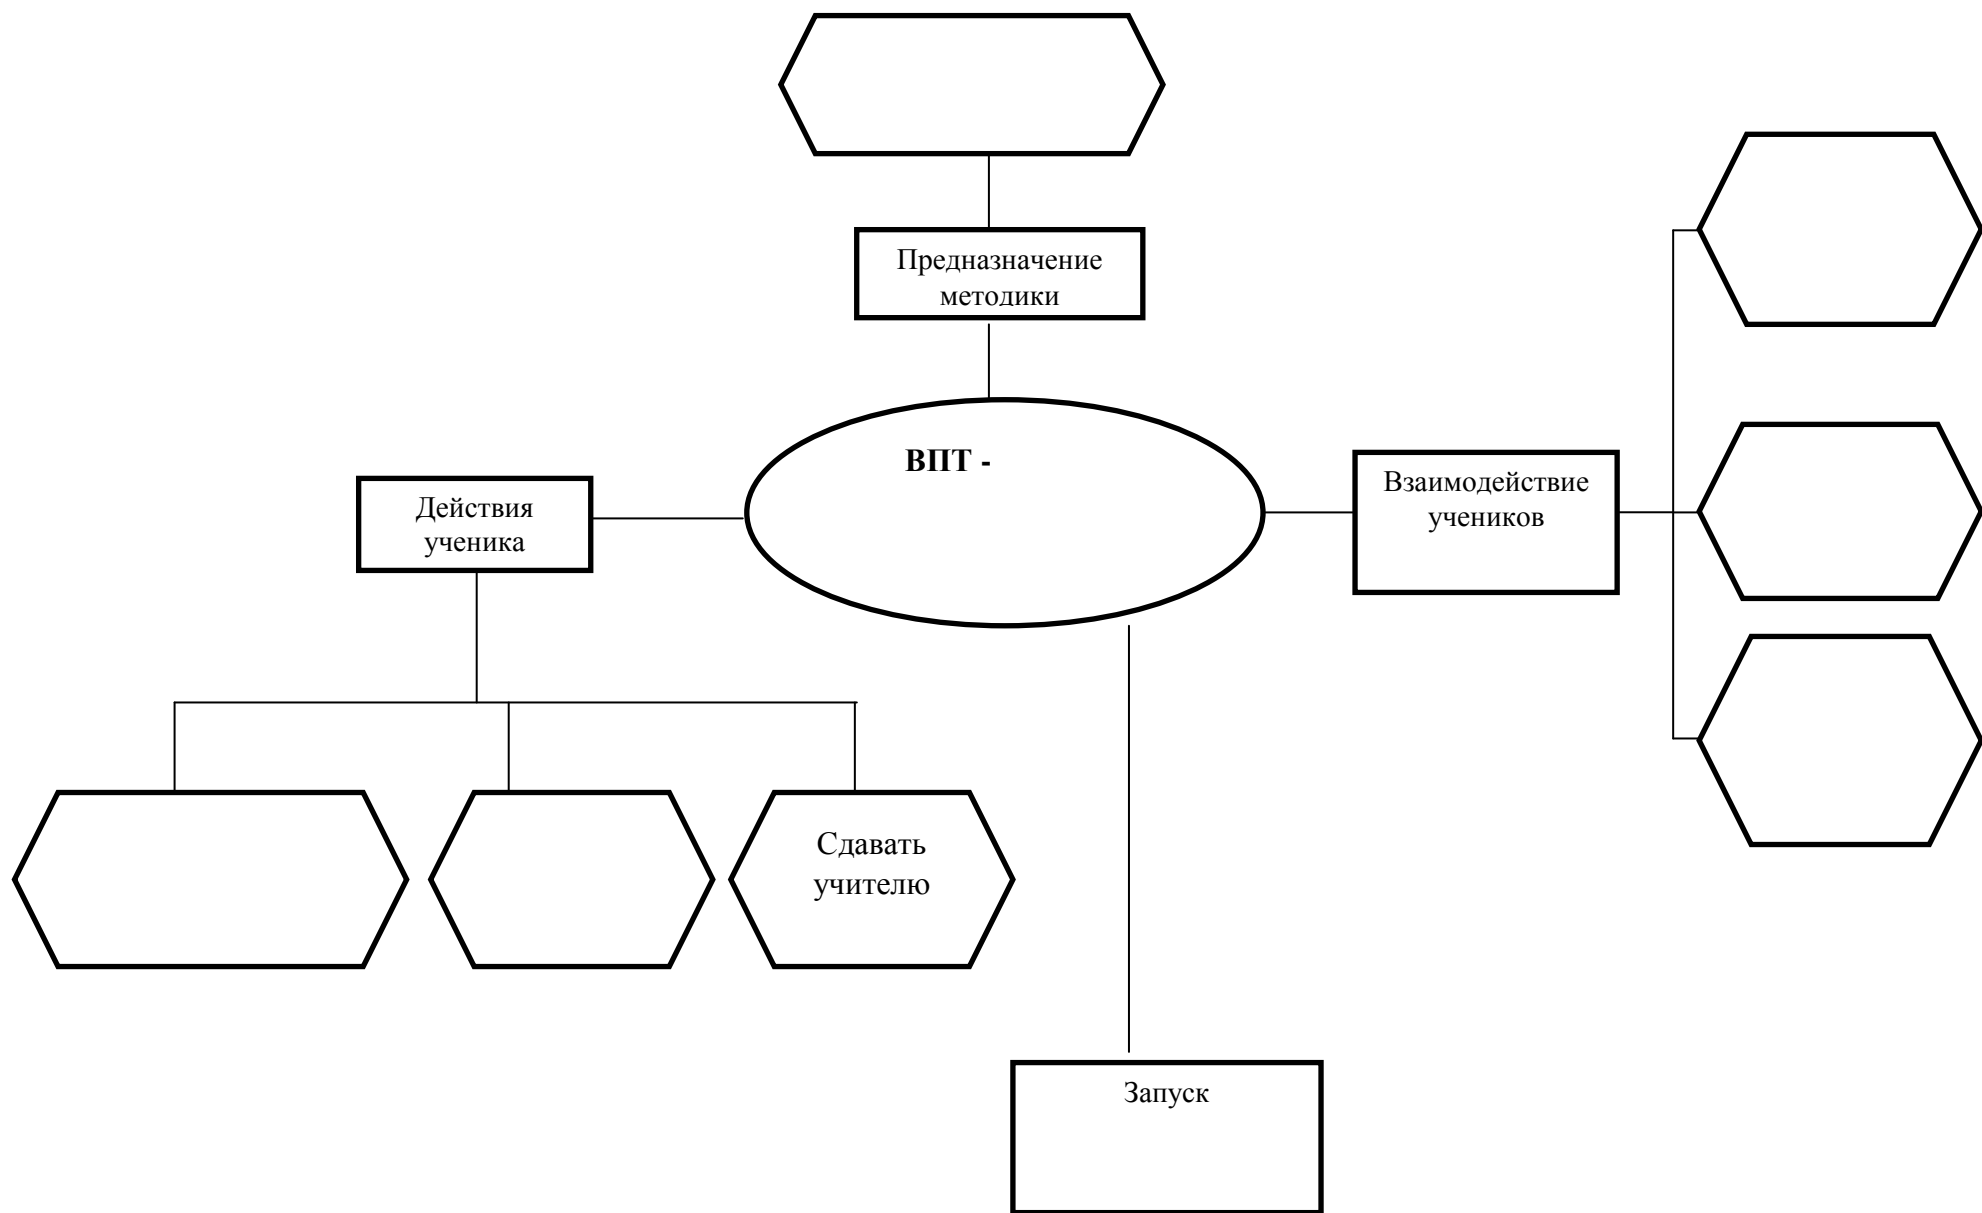 Предназначение
методики
ВПТ -
Действия
ученика
Взаимодействие
учеников
Сдавать
учителю
Запуск